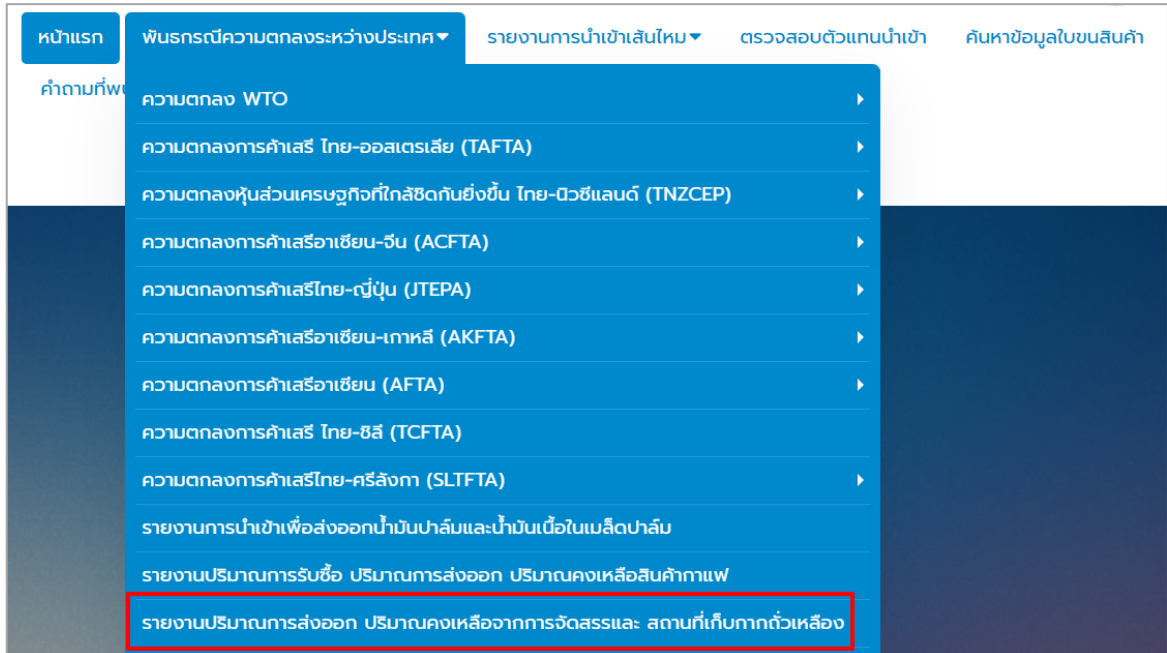 หน้าแรก พันธกรณีความตกลงระหว่างประเทศ▼ รายงานการนำเข้าเส้นไหม▼ ตรวจสอบตัวแทนนำเข้า ค้นหาข้อมูลใบขนสินค้า
คำถามที่
ความตกลง WTO
ความตกลงการค้าเสรี ไทย-ออสเตรเลีย (TAFTA)
ความตกลงหุ้นส่วนเศรษฐกิจที่ใกล้ชิดกันยิ่งขึ้น ไทย-นิวซีแลนด์ (TNZCEP)
ความตกลงการค้าเสรีอาเซียน-จีน (ACFTA)
ความตกลงการค้าเสรีไทย-ญี่ปุ่น (JTEPA)
ความตกลงการค้าเสรีอาเซียน-เกาหลี (AKFTA)
ความตกลงการค้าเสรีอาเซียน (AFTA)
ความตกลงการค้าเสรี ไทย-ชิลี (TCFTA)
ความตกลงการค้าเสรีไทย-ศรีลังกา (SLTFTA)
รายงานการนำเข้าเพื่อส่งออกน้ำมันปาล์มและน้ำมันเนื้อในเมล็ดปาล์ม
รายงานปริมาณการรับซื้อ ปริมาณการส่งออก ปริมาณคงเหลือสินค้ากาแฟ
รายงานปริมาณการส่งออก ปริมาณคงเหลือจากการจัดสรรและ สถานที่เก็บกากถั่วเหลือง